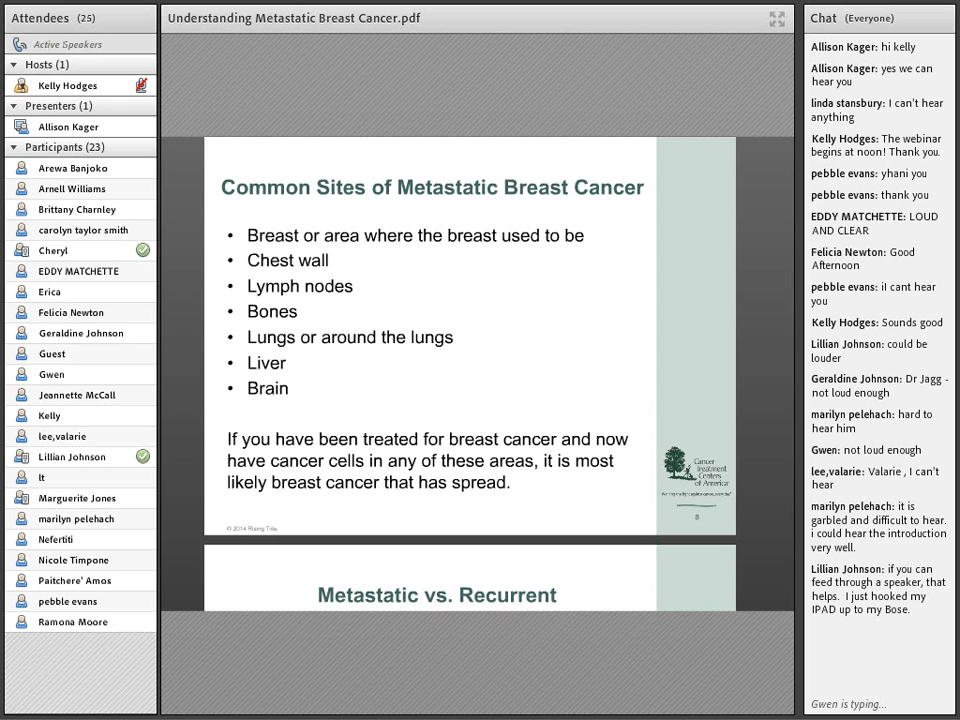 Attendees (25)
Active Speakers
Hosts (1)
Kelly Hodges
Presenters (1)
Allison Kager
Participants (23)
Arewa Banjoko
Arnell Williams
Brittany Charnley
carolyn taylor smith
Cheryl
EDDY MATCHETTE
Erica
Felicia Newton
Geraldine Johnson
Guest
Gwen
Jeannette McCall
Kelly
lee,valarie
Lillian Johnson
lt
Marguerite Jones
marilyn pelehach
Nefertiti
Nicole Timpone
Paitchere' Amos
pebble evans
Ramona Moore
Understanding Metastatic Breast Cancer.pdf
Common Sites of Metastatic Breast Cancer
• Breast or area where the breast used to be
• Chest wall
• Lymph nodes
• Bones
• Lungs or around the lungs
• Liver
• Brain
If you have been treated for breast cancer and now
have cancer cells in any of these areas, it is most
likely breast cancer that has spread.
Cancer
Treatment
Centers
of America
© 2014 Rising Tide
8
Metastatic vs. Recurrent
Chat (Everyone)
Allison Kager: hi kelly
Allison Kager: yes we can
hear you
linda stansbury: I can't hear
anything
Kelly Hodges: The webinar
begins at noon! Thank you.
pebble evans: yhani you
pebble evans: thank you
EDDY MATCHETTE: LOUD
AND CLEAR
Felicia Newton: Good
Afternoon
pebble evans: iI cant hear
you
Kelly Hodges: Sounds good
Lillian Johnson: could be
louder
Geraldine Johnson: Dr Jagg -
not loud enough
marilyn pelehach: hard to
hear him
Gwen: not loud enough
lee,valarie: Valarie , I can't
hear
marilyn pelehach: it is
garbled and difficult to hear.
i could hear the introduction
very well.
Lillian Johnson: if you can
feed through a speaker, that
helps. I just hooked my
IPAD up to my Bose.
Gwen is typing...